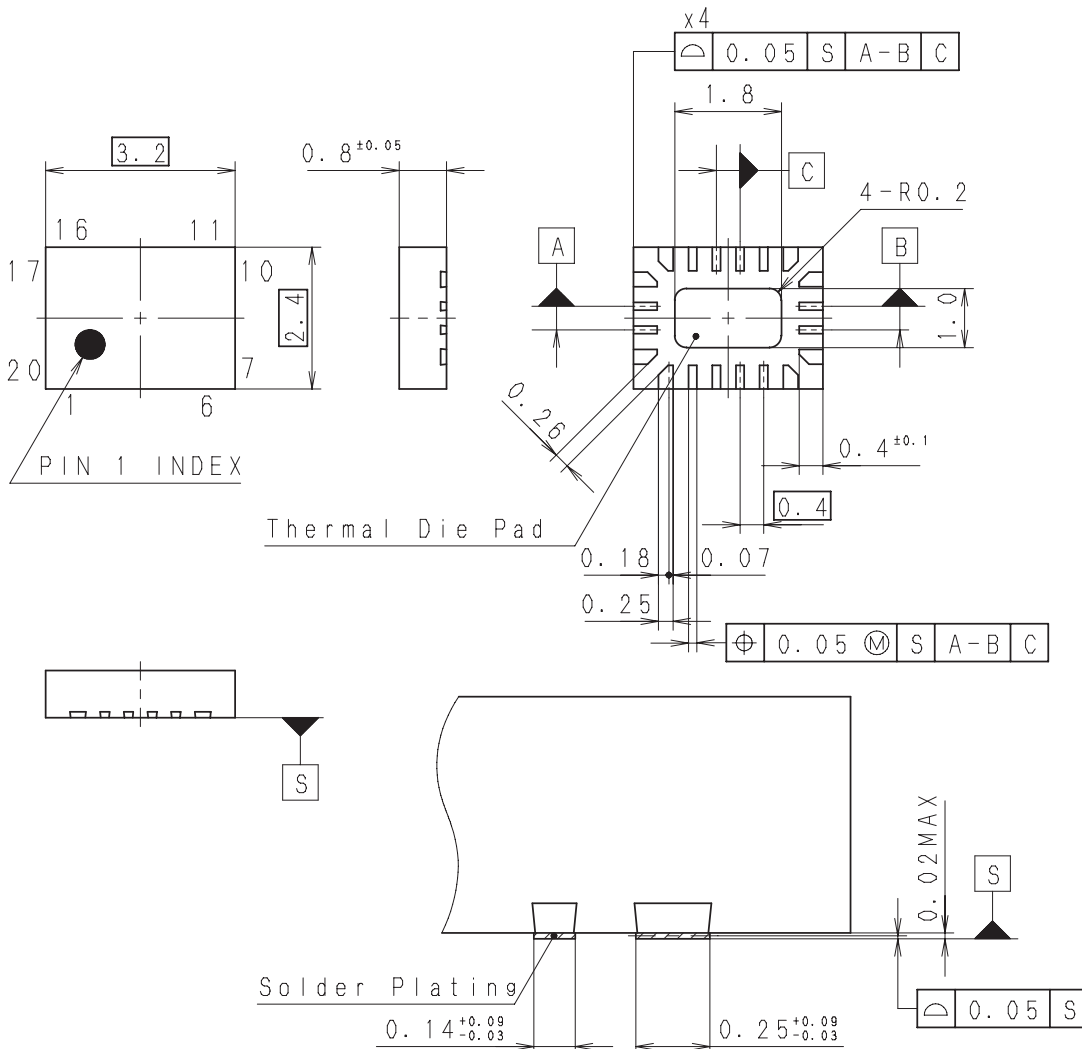 x4
⌓ 0.05 S A-B C
1.8
3.2
0.8±0.05
C
4-R0.2
16 11
A
B
17 10
2.4
1.0
20 7
1 6
0.26
0.4±0.1
PIN 1 INDEX
0.4
Thermal Die Pad
0.18 0.07
0.25
⌖ 0.05 Ⓜ S A-B C
S
0.02MAX
S
Solder Plating
⌓ 0.05 S
0.14+0.09-0.03
0.25+0.09-0.03